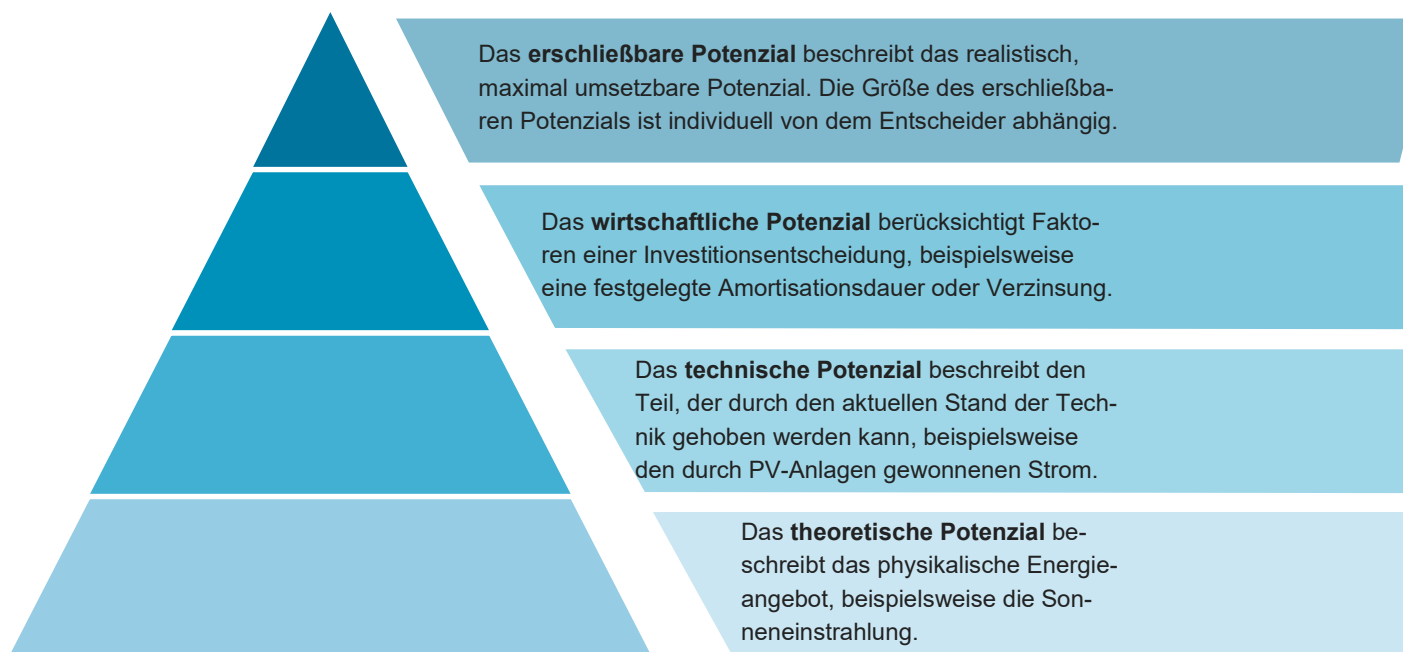 Das erschließbare Potenzial beschreibt das realistisch,
maximal umsetzbare Potenzial. Die Größe des erschließba-
ren Potenzials ist individuell von dem Entscheider abhängig.
Das wirtschaftliche Potenzial berücksichtigt Fakto-
ren einer Investitionsentscheidung, beispielsweise
eine festgelegte Amortisationsdauer oder Verzinsung.
Das technische Potenzial beschreibt den
Teil, der durch den aktuellen Stand der Tech-
nik gehoben werden kann, beispielsweise
den durch PV-Anlagen gewonnenen Strom.
Das theoretische Potenzial be-
schreibt das physikalische Energie-
angebot, beispielsweise die Son-
neneinstrahlung.